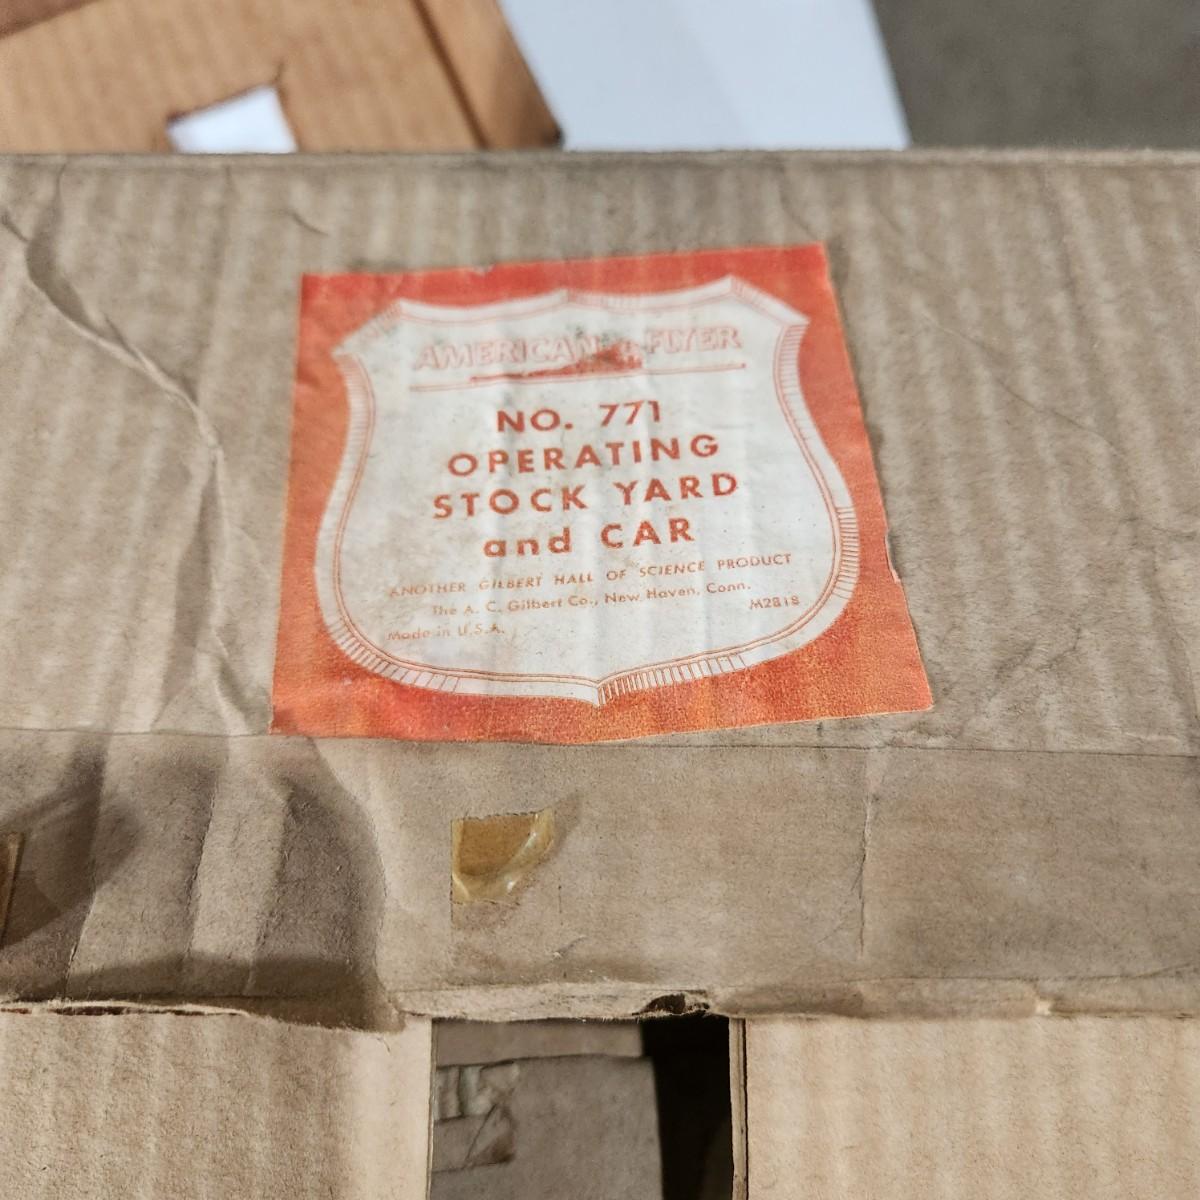 AMERICAN FLYER
NO. 771
OPERATING
STOCK YARD
and CAR
ANOTHER GILBERT HALL OF SCIENCE PRODUCT
The A. C. Gilbert Co., New Haven, Conn.
Made in U.S.A. M2818